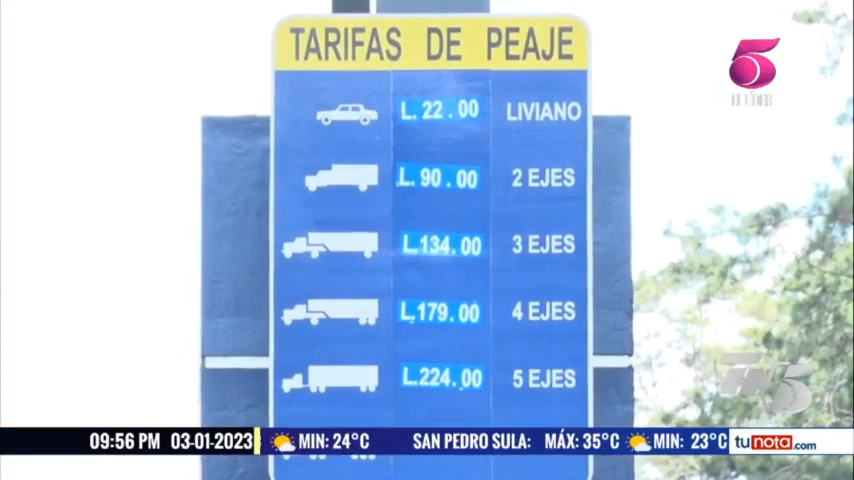 TARIFAS DE PEAJE
5
EN LÍNEA
L. 22.00 LIVIANO
L. 90.00 2 EJES
L. 134.00 3 EJES
L. 179.00 4 EJES
L. 224.00 5 EJES
09:56 PM 03-01-2023 MIN: 24°C SAN PEDRO SULA: MÁX: 35°C MIN: 23°C tunota.com